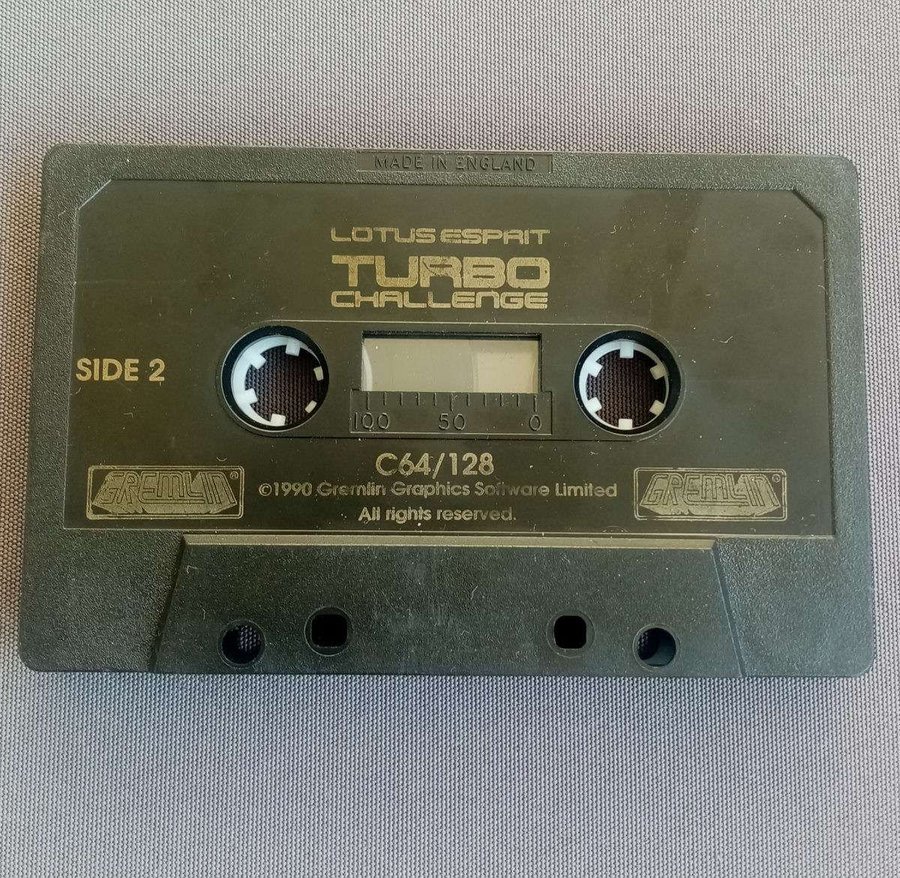 MADE IN ENGLAND
LOTUS ESPRIT
TURBO
CHALLENGE
SIDE 2
100 50 0
C64/128
GREMLIN® ©1990 Gremlin Graphics Software Limited GREMLIN®
All rights reserved.